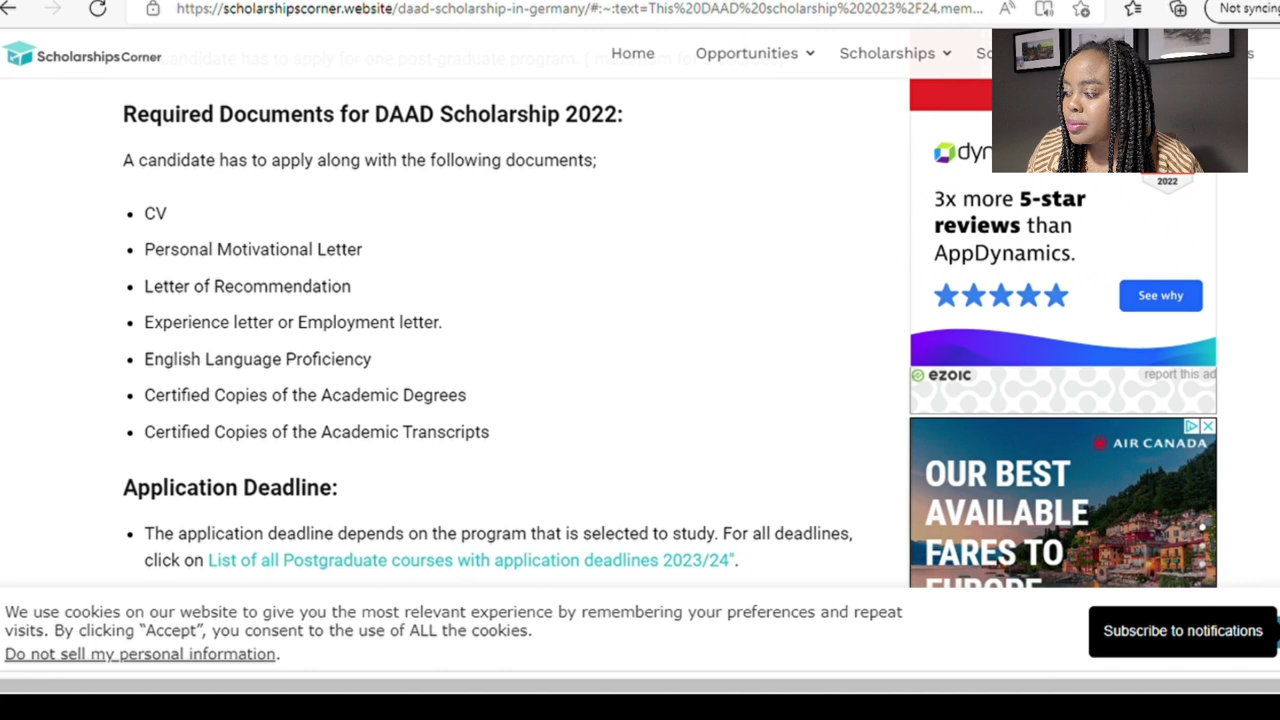 https://scholarshipscorner.website/daad-scholarship-in-germany/#:~:text=This%20DAAD%20scholarship%202023%2F24,mem...
Not syncing
ScholarshipsCorner
Home
Opportunities
Scholarships
candidate has to apply for one post-graduate program. (
Required Documents for DAAD Scholarship 2022:
A candidate has to apply along with the following documents;
• CV
• Personal Motivational Letter
• Letter of Recommendation
• Experience letter or Employment letter.
• English Language Proficiency
• Certified Copies of the Academic Degrees
• Certified Copies of the Academic Transcripts
Application Deadline:
• The application deadline depends on the program that is selected to study. For all deadlines,
click on List of all Postgraduate courses with application deadlines 2023/24".
dyn
2022
3x more 5-star
reviews than
AppDynamics.
See why
ezoic
report this ad
AIR CANADA
OUR BEST
AVAILABLE
FARES TO
EUROPE
We use cookies on our website to give you the most relevant experience by remembering your preferences and repeat
visits. By clicking “Accept”, you consent to the use of ALL the cookies.
Do not sell my personal information.
Subscribe to notifications